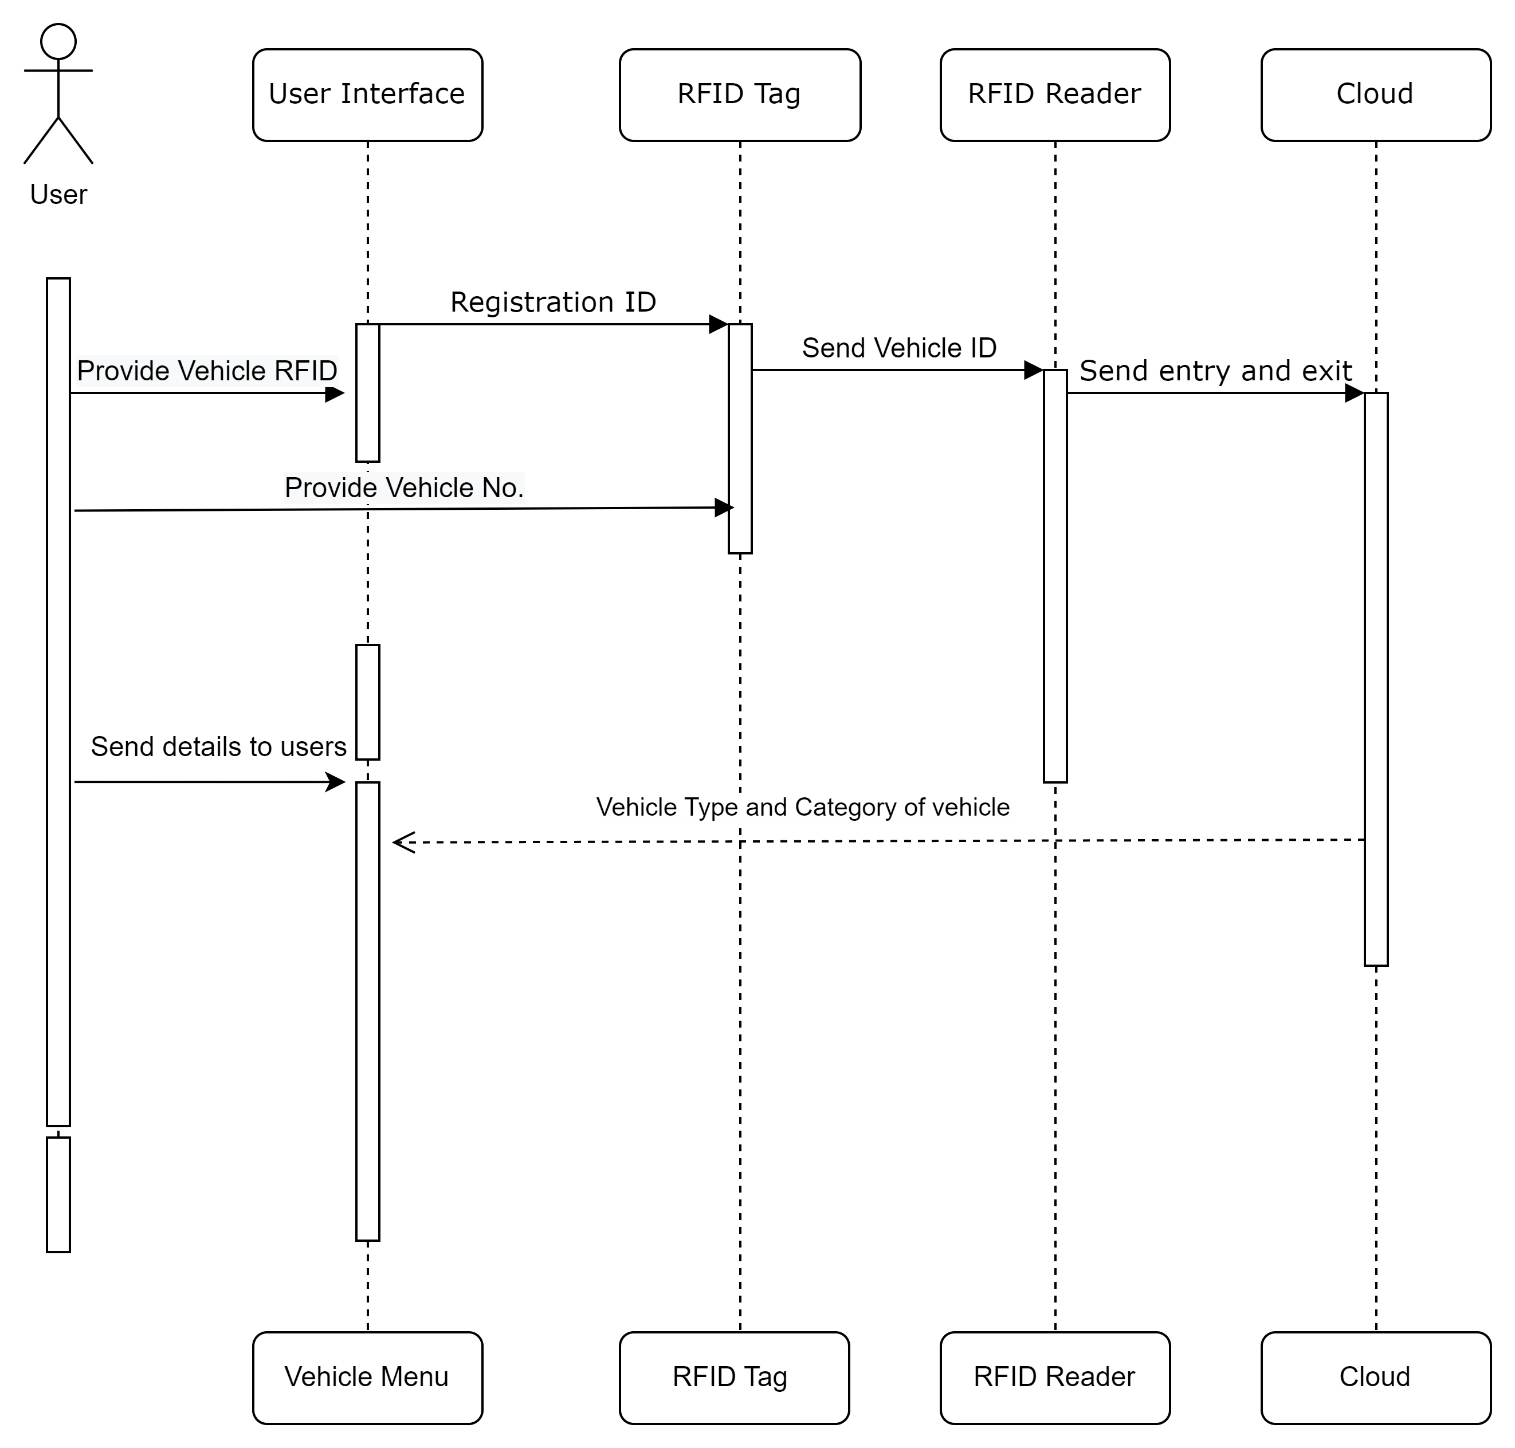 User Interface
RFID Tag
RFID Reader
Cloud
User
Registration ID
Send Vehicle ID
Provide Vehicle RFID
Send entry and exit
Provide Vehicle No.
Send details to users
Vehicle Type and Category of vehicle
Vehicle Menu
RFID Tag
RFID Reader
Cloud